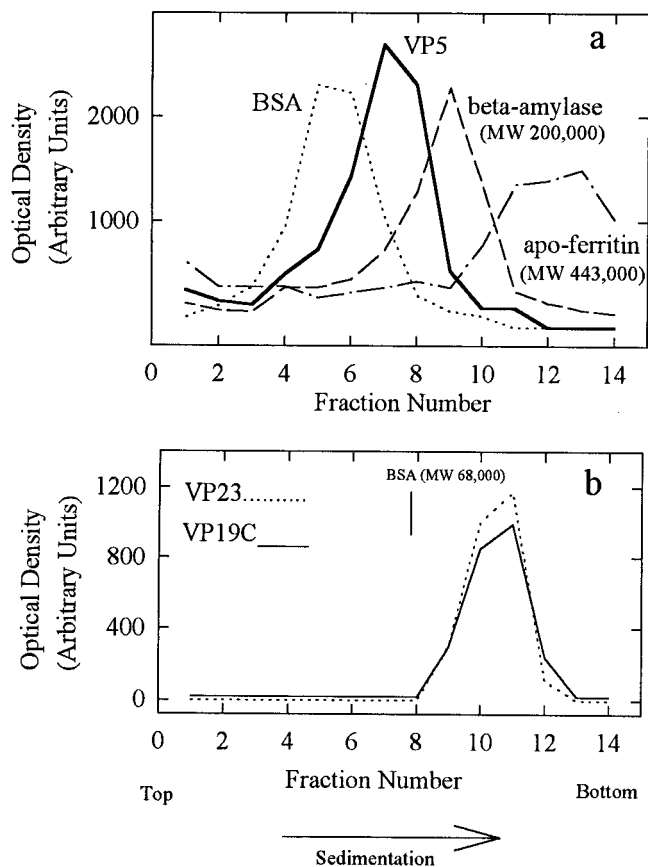 a
VP5
BSA
beta-amylase
(MW 200,000)
apo-ferritin
(MW 443,000)
Optical Density
(Arbitrary Units)
2000
1000
0 2 4 6 8 10 12 14
Fraction Number
b
BSA (MW 68,000)
VP23
VP19C
Optical Density
(Arbitrary Units)
1200
800
400
0
0 2 4 6 8 10 12 14
Fraction Number
Top
Bottom
Sedimentation